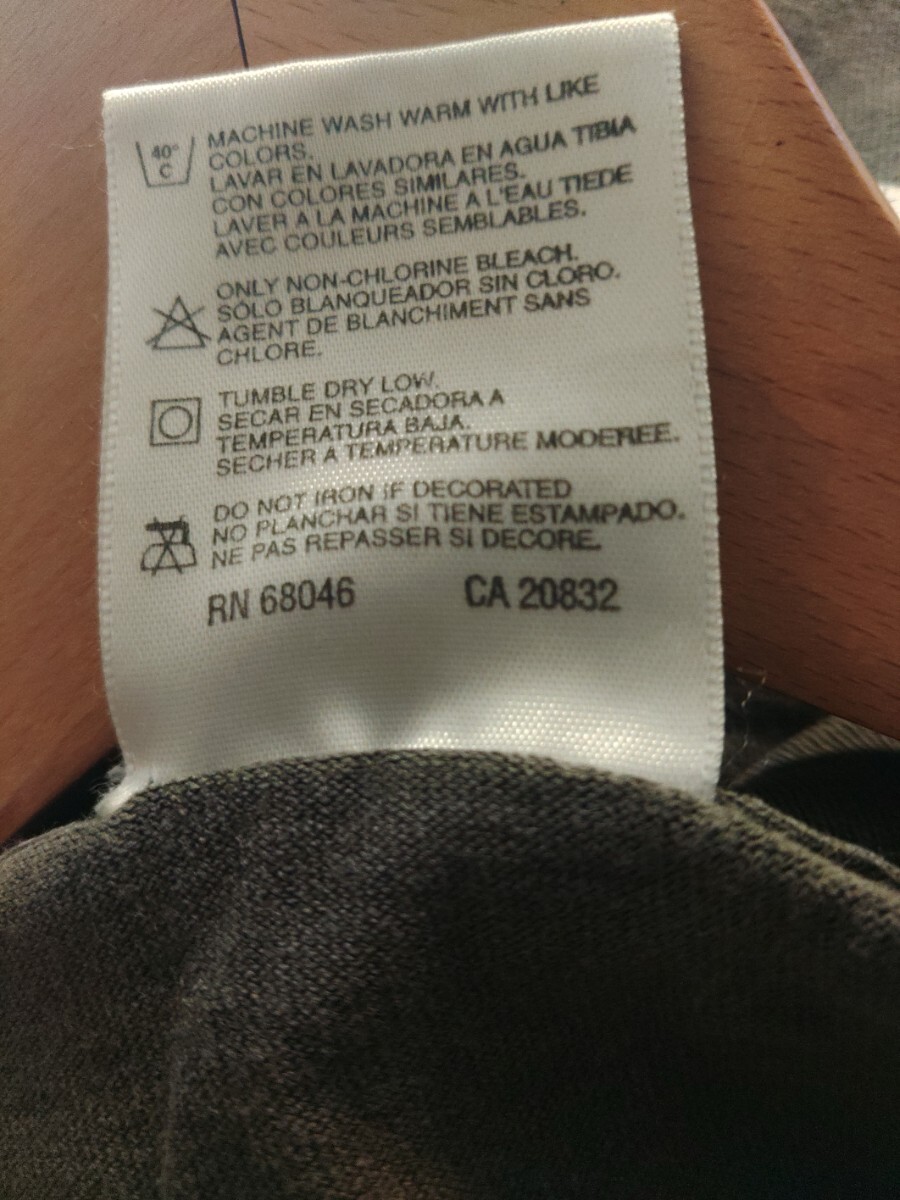 40°
C
MACHINE WASH WARM WITH LIKE
COLORS.
LAVAR EN LAVADORA EN AGUA TIBIA
CON COLORES SIMILARES.
LAVER A LA MACHINE A L'EAU TIEDE
AVEC COULEURS SEMBLABLES.
ONLY NON-CHLORINE BLEACH.
SÓLO BLANQUEADOR SIN CLORO.
AGENT DE BLANCHIMENT SANS
CHLORE.
TUMBLE DRY LOW.
SECAR EN SECADORA A
TEMPERATURA BAJA.
SECHER A TEMPERATURE MODEREE.
DO NOT IRON IF DECORATED
NO PLANCHAR SI TIENE ESTAMPADO.
NE PAS REPASSER SI DECORE.
RN 68046 CA 20832